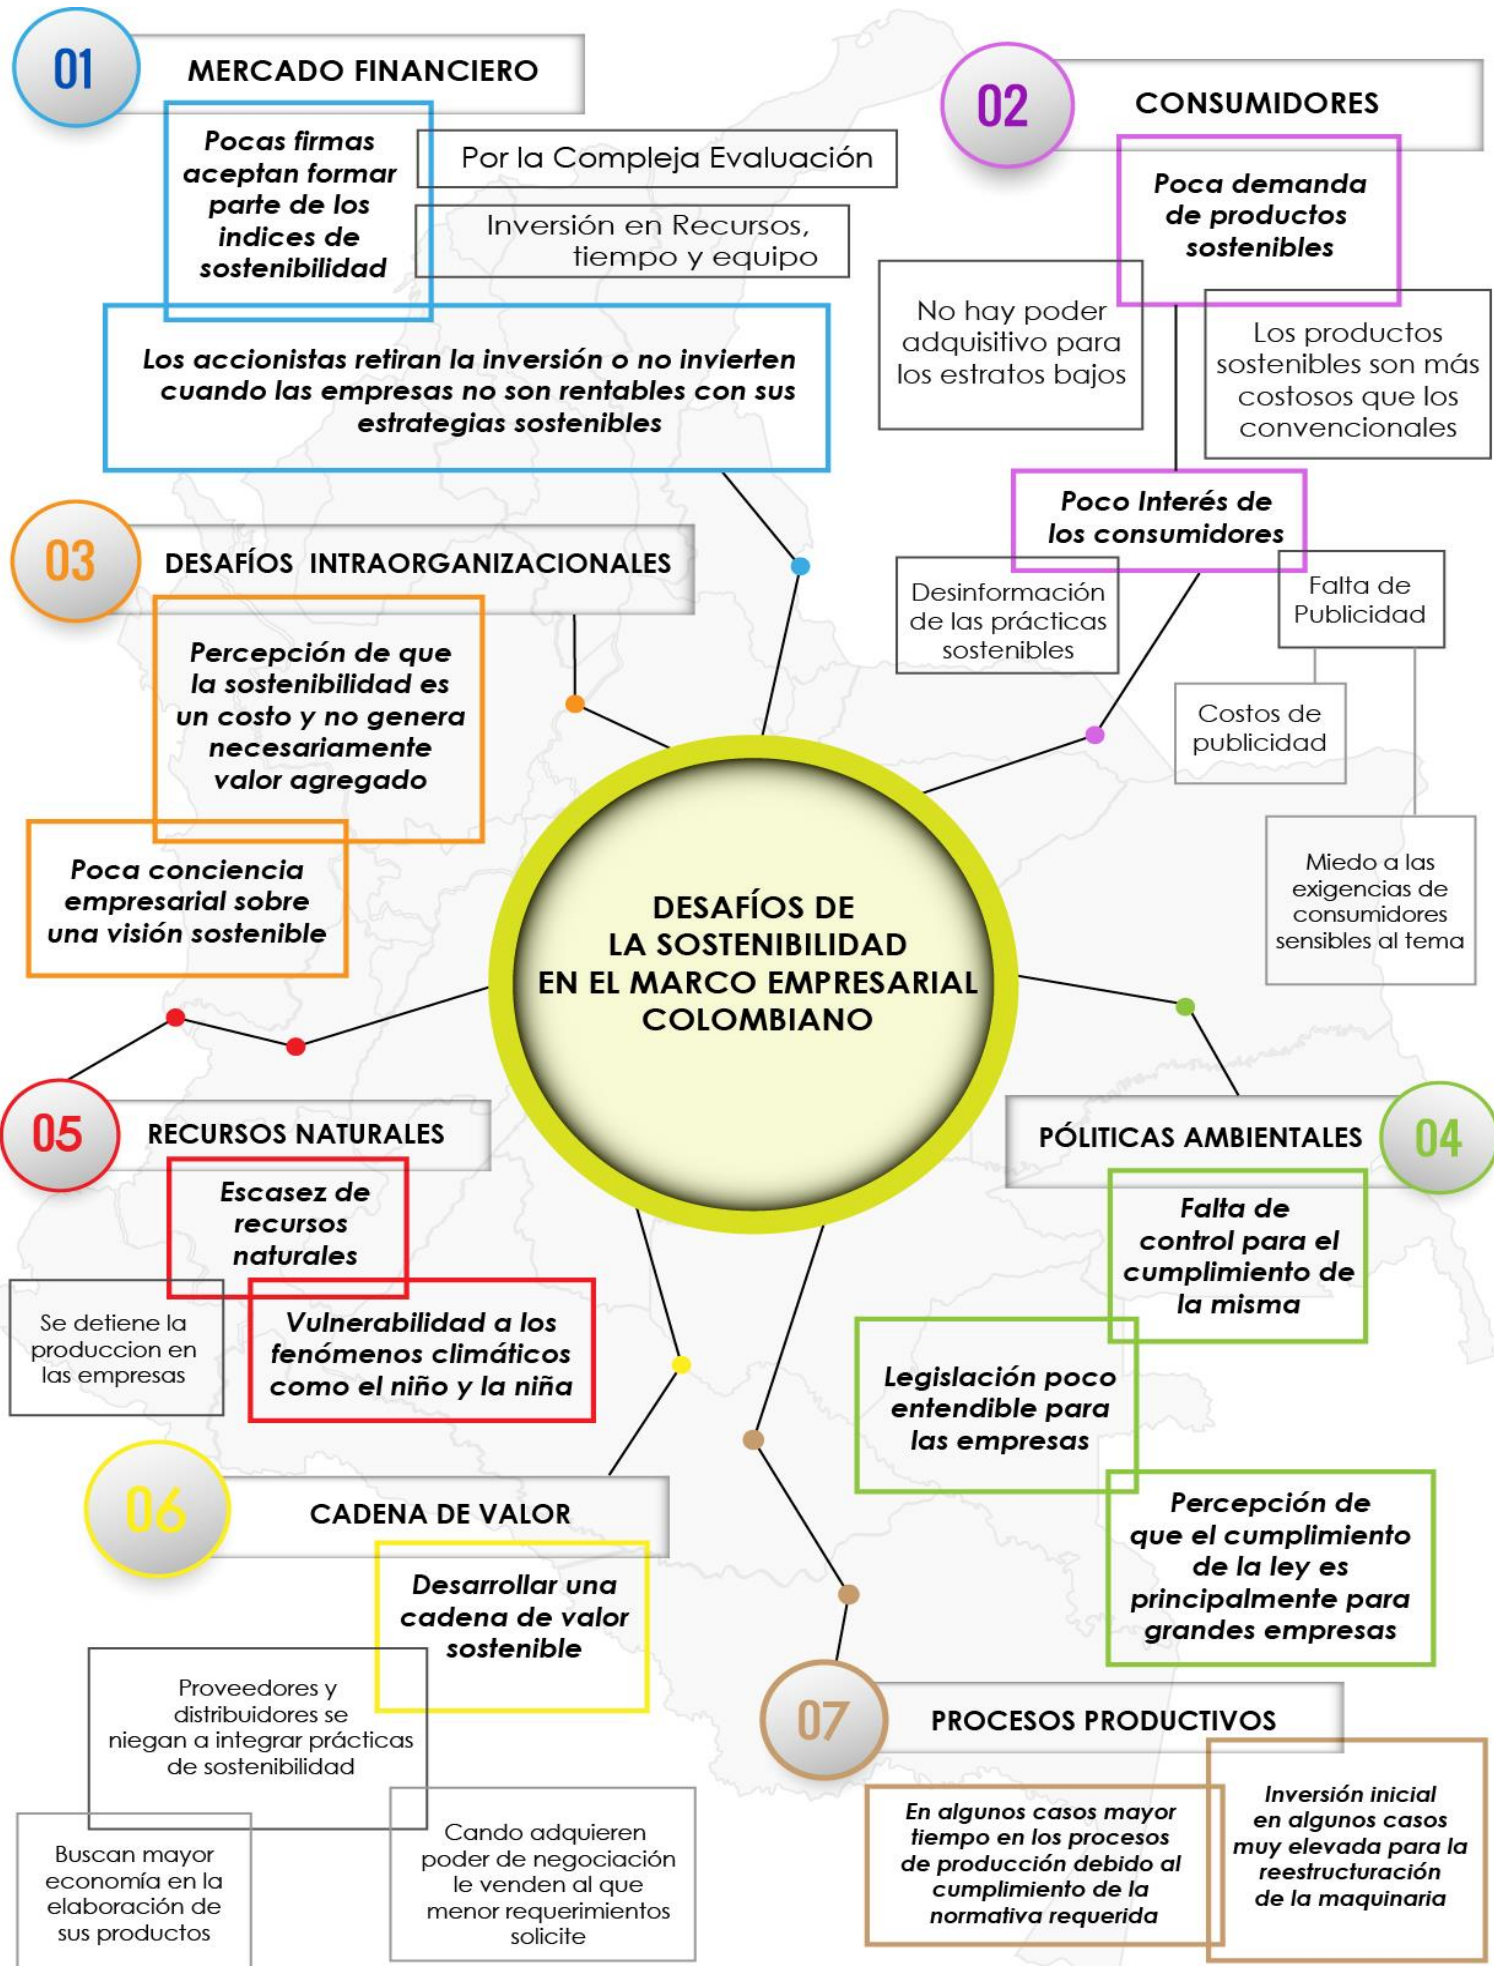 01
MERCADO FINANCIERO
Pocas firmas
aceptan formar
parte de los
indices de
sostenibilidad
Por la Compleja Evaluación
Inversión en Recursos,
tiempo y equipo
Los accionistas retiran la inversión o no invierten
cuando las empresas no son rentables con sus
estrategias sostenibles
02
CONSUMIDORES
Poca demanda
de productos
sostenibles
No hay poder
adquisitivo para
los estratos bajos
Los productos
sostenibles son más
costosos que los
convencionales
Poco Interés de
los consumidores
Desinformación
de las prácticas
sostenibles
Falta de
Publicidad
Costos de
publicidad
Miedo a las
exigencias de
consumidores
sensibles al tema
03
DESAFÍOS INTRAORGANIZACIONALES
Percepción de que
la sostenibilidad es
un costo y no genera
necesariamente
valor agregado
Poca conciencia
empresarial sobre
una visión sostenible
DESAFÍOS DE
LA SOSTENIBILIDAD
EN EL MARCO EMPRESARIAL
COLOMBIANO
PÓLITICAS AMBIENTALES
04
Falta de
control para el
cumplimiento de
la misma
Legislación poco
entendible para
las empresas
Percepción de
que el cumplimiento
de la ley es
principalmente para
grandes empresas
05
RECURSOS NATURALES
Escasez de
recursos
naturales
Se detiene la
produccion en
las empresas
Vulnerabilidad a los
fenómenos climáticos
como el niño y la niña
06
CADENA DE VALOR
Desarrollar una
cadena de valor
sostenible
Proveedores y
distribuidores se
niegan a integrar prácticas
de sostenibilidad
Buscan mayor
economía en la
elaboración de
sus productos
Cando adquieren
poder de negociación
le venden al que
menor requerimientos
solicite
07
PROCESOS PRODUCTIVOS
En algunos casos mayor
tiempo en los procesos
de producción debido al
cumplimiento de la
normativa requerida
Inversión inicial
en algunos casos
muy elevada para la
reestructuración
de la maquinaria